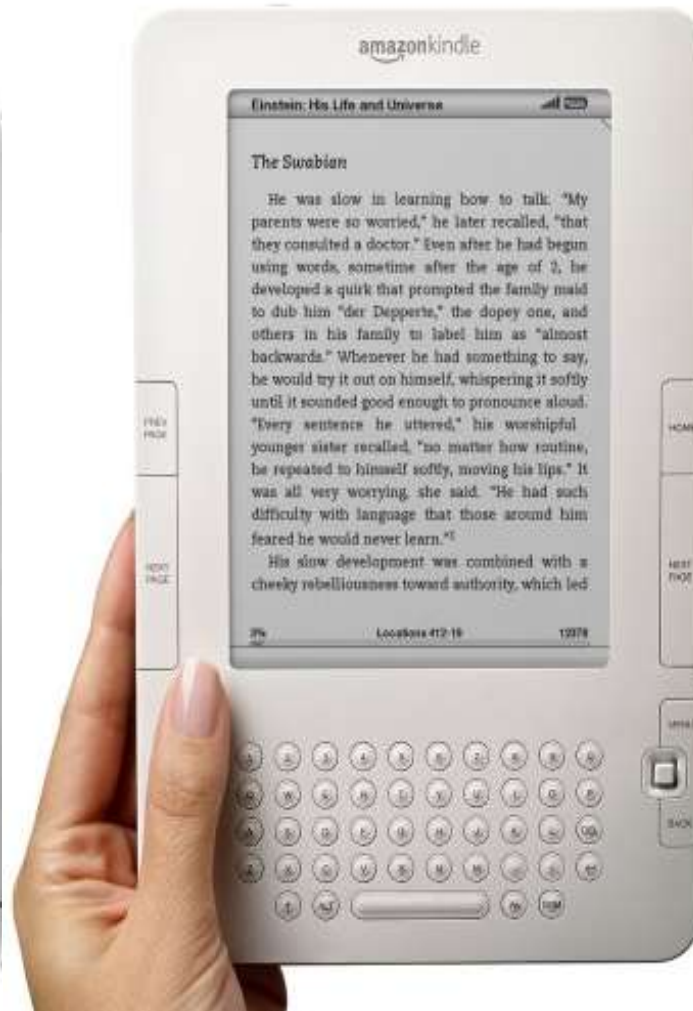 amazonkindle
Einstein: His Life and Universe
The Swabian
He was slow in learning how to talk. "My
parents were so worried," he later recalled, "that
they consulted a doctor." Even after he had begun
using words, sometime after the age of 2, he
developed a quirk that prompted the family maid
to dub him "der Depperte," the dopey one, and
others in his family to label him as "almost
backwards." Whenever he had something to say,
he would try it out on himself, whispering it softly
until it sounded good enough to pronounce aloud.
"Every sentence he uttered," his worshipful
younger sister recalled, "no matter how routine,
he repeated to himself softly, moving his lips." It
was all very worrying, she said. "He had such
difficulty with language that those around him
feared he would never learn."
His slow development was combined with a
cheeky rebelliousness toward authority, which led
Locations 412-19
PREV
PAGE
NEXT
PAGE
HOME
NEXT
PAGE
MENU
BACK